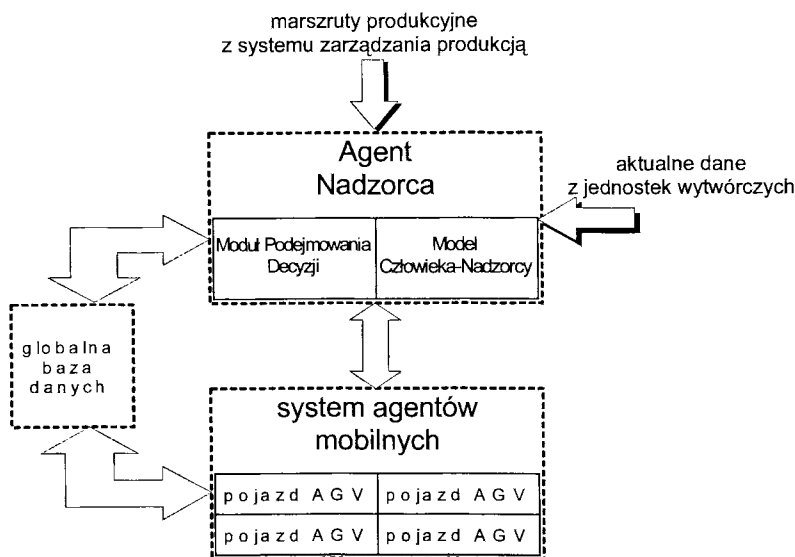 marszruty produkcyjne
z systemu zarządzania produkcją
Agent
Nadzorca
aktualne dane
z jednostek wytwórczych
Moduł Podejmowania
Decyzji
Model
Człowieka-Nadzorcy
globalna
baza
danych
system agentów
mobilnych
pojazd AGV
pojazd AGV
pojazd AGV
pojazd AGV